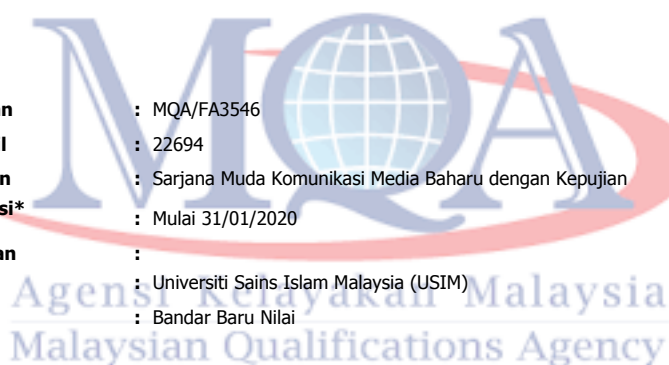 MQA
an : MQA/FA3546
l : 22694
n : Sarjana Muda Komunikasi Media Baharu dengan Kepujian
si* : Mulai 31/01/2020
an :
: Universiti Sains Islam Malaysia (USIM)
Agensi Kelayakan Malaysia
: Bandar Baru Nilai
Malaysian Qualifications Agency